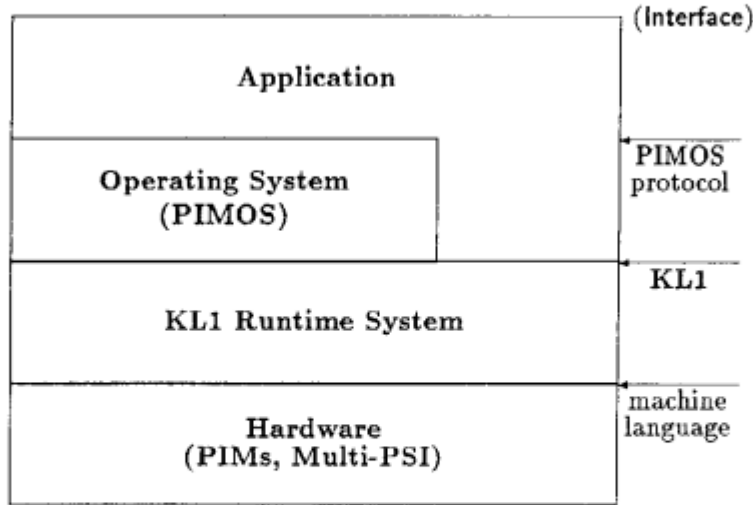 (Interface)
Application
PIMOS
protocol
Operating System
(PIMOS)
KL1
KL1 Runtime System
machine
language
Hardware
(PIMs, Multi-PSI)